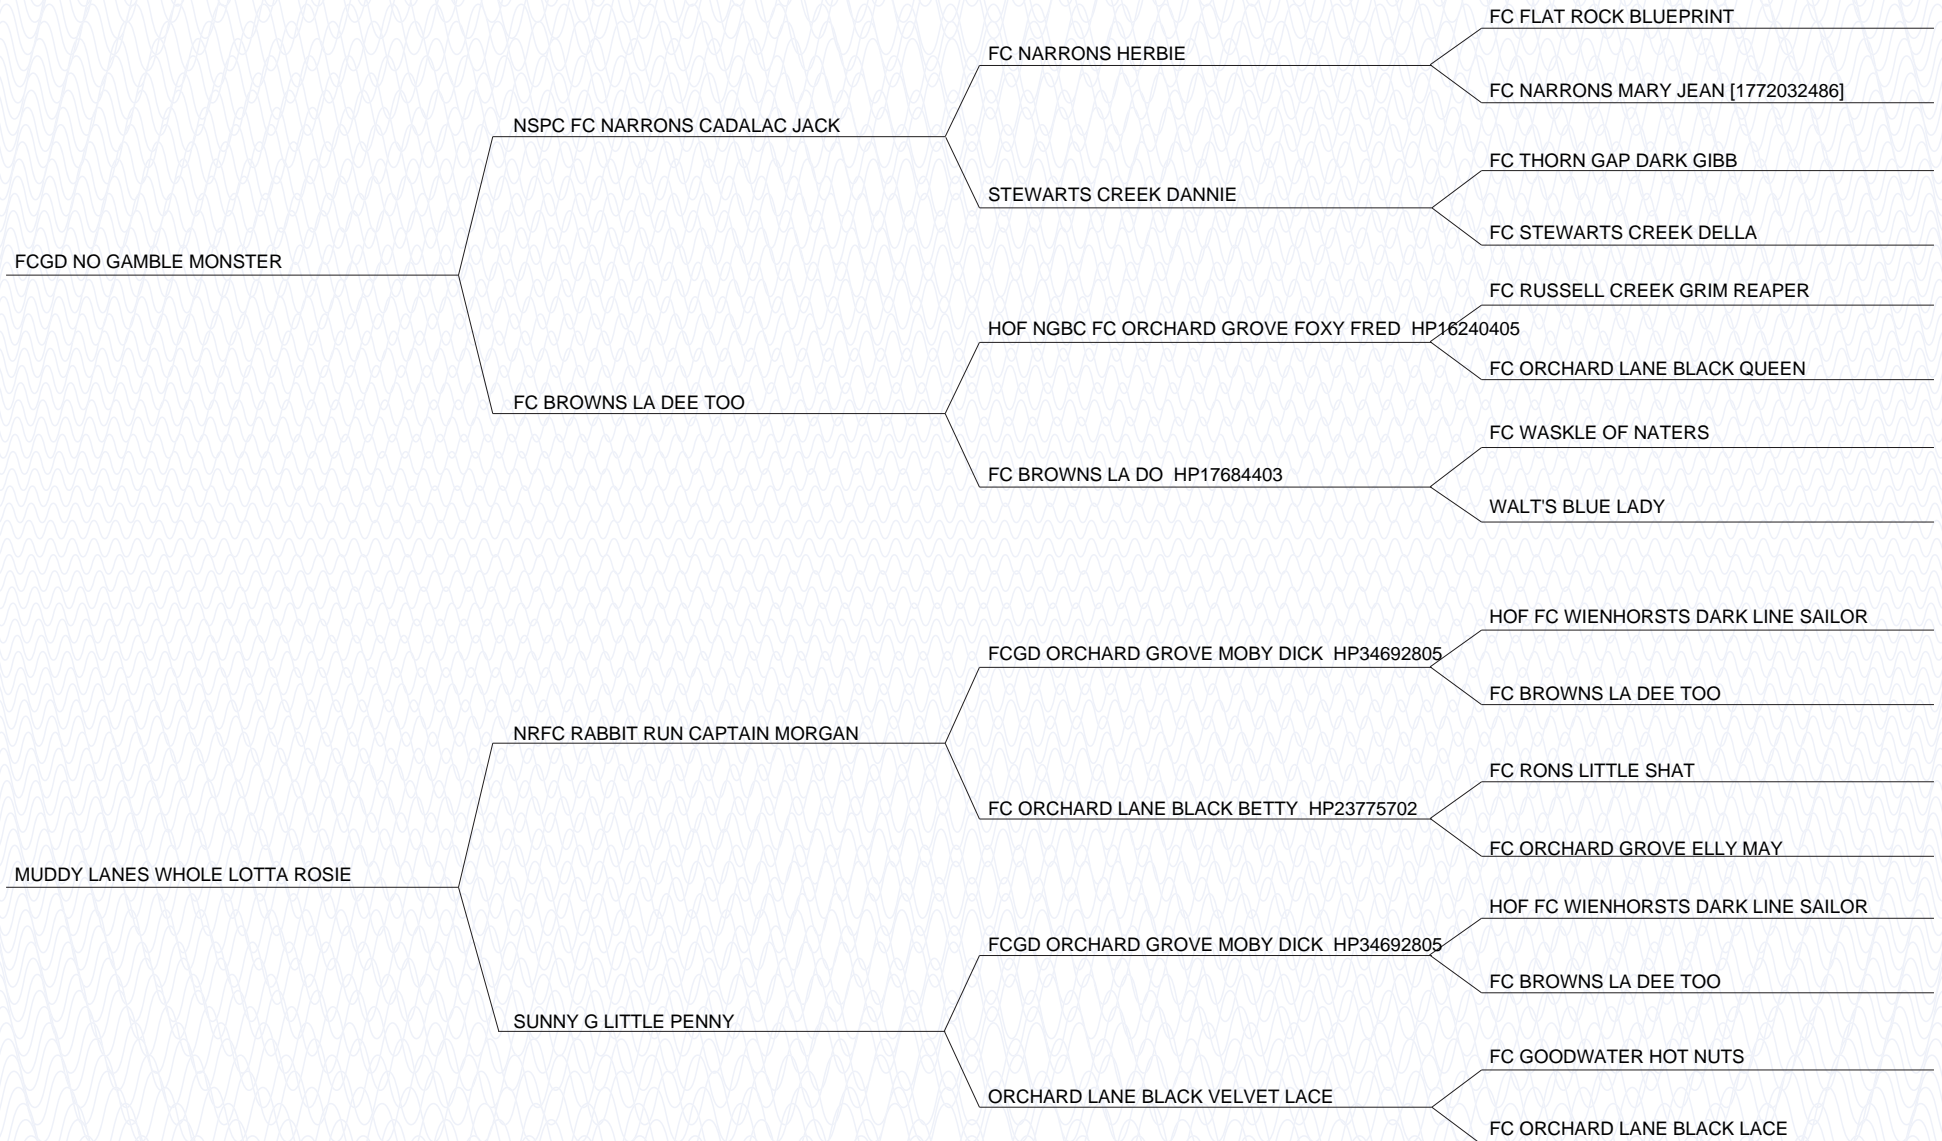 FC FLAT ROCK BLUEPRINT
FC NARRONS HERBIE
FC NARRONS MARY JEAN [1772032486]
NSPC FC NARRONS CADALAC JACK
FC THORN GAP DARK GIBB
STEWARTS CREEK DANNIE
FC STEWARTS CREEK DELLA
FCGD NO GAMBLE MONSTER
FC RUSSELL CREEK GRIM REAPER
HOF NGBC FC ORCHARD GROVE FOXY FRED  HP16240405
FC ORCHARD LANE BLACK QUEEN
FC BROWNS LA DEE TOO
FC WASKLE OF NATERS
FC BROWNS LA DO  HP17684403
WALT'S BLUE LADY
HOF FC WIENHORSTS DARK LINE SAILOR
FCGD ORCHARD GROVE MOBY DICK  HP34692805
FC BROWNS LA DEE TOO
NRFC RABBIT RUN CAPTAIN MORGAN
FC RONS LITTLE SHAT
FC ORCHARD LANE BLACK BETTY  HP23775702
FC ORCHARD GROVE ELLY MAY
MUDDY LANES WHOLE LOTTA ROSIE
HOF FC WIENHORSTS DARK LINE SAILOR
FCGD ORCHARD GROVE MOBY DICK  HP34692805
FC BROWNS LA DEE TOO
SUNNY G LITTLE PENNY
FC GOODWATER HOT NUTS
ORCHARD LANE BLACK VELVET LACE
FC ORCHARD LANE BLACK LACE